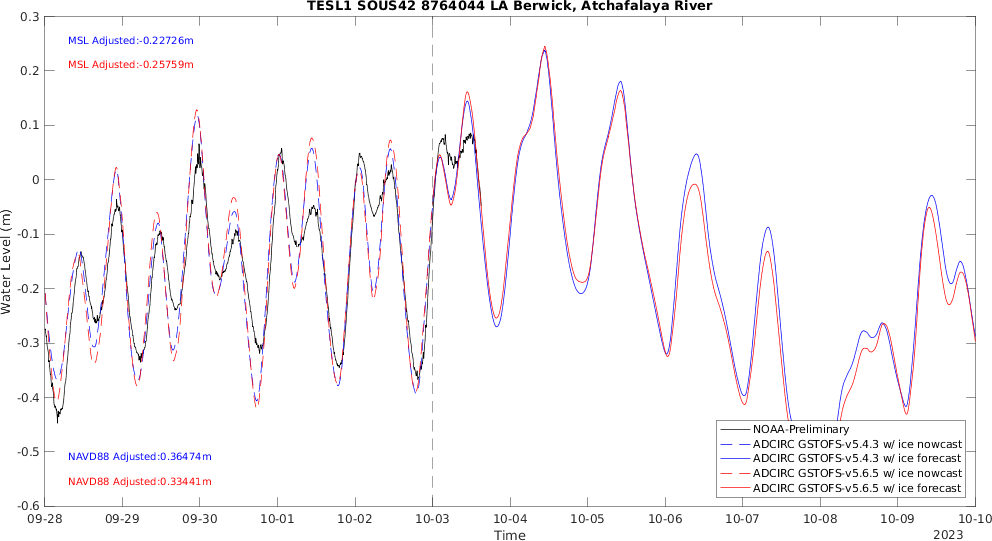 TESL1 SOUS42 8764044 LA Berwick, Atchafalaya River
0.3
MSL Adjusted:-0.22726m
MSL Adjusted:-0.25759m
0.2
0.1
0
-0.1
-0.2
-0.3
-0.4
-0.5
-0.6
Water Level (m)
NAVD88 Adjusted:0.36474m
NAVD88 Adjusted:0.33441m
NOAA-Preliminary
ADCIRC GSTOFS-v5.4.3 w/ ice nowcast
ADCIRC GSTOFS-v5.4.3 w/ ice forecast
ADCIRC GSTOFS-v5.6.5 w/ ice nowcast
ADCIRC GSTOFS-v5.6.5 w/ ice forecast
09-28 09-29 09-30 10-01 10-02 10-03 10-04 10-05 10-06 10-07 10-08 10-09 10-10
Time
2023